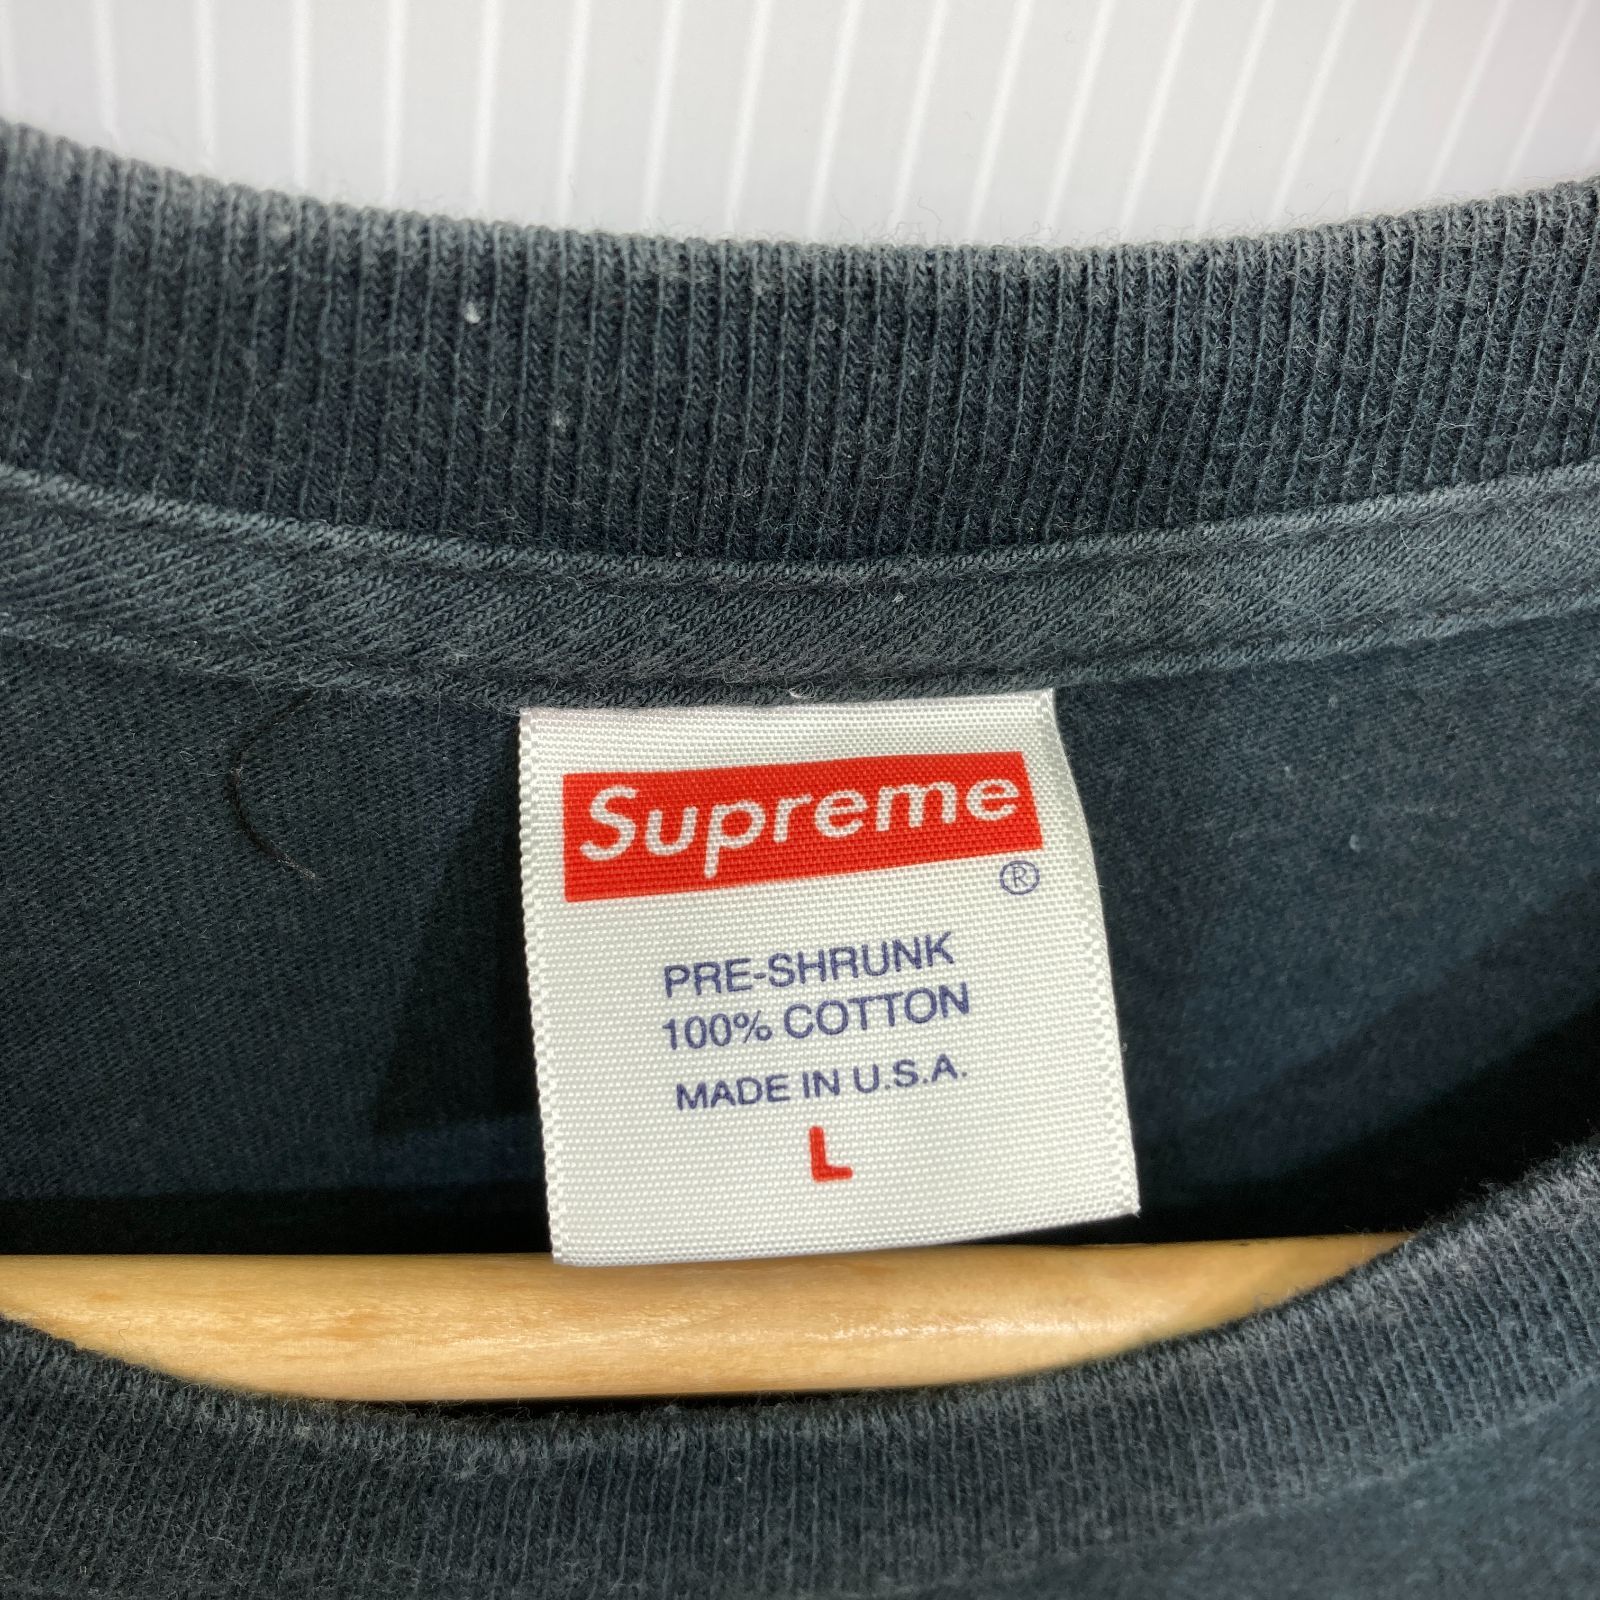 Supreme
®
PRE-SHRUNK
100% COTTON
MADE IN U.S.A.
L